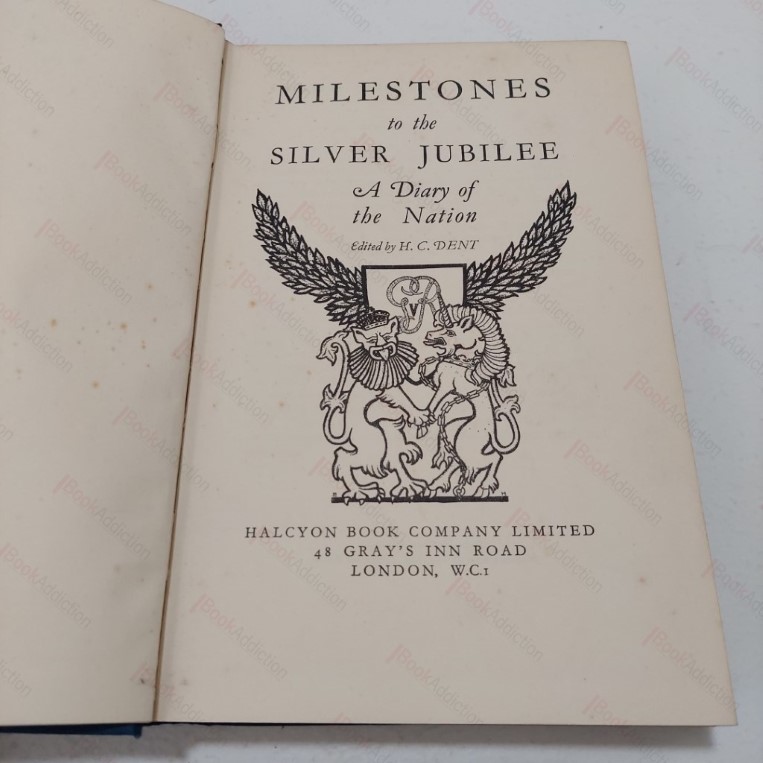 MILESTONES
to the
SILVER JUBILEE
A Diary of
the Nation
Edited by H. C. DENT
V
HALCYON BOOK COMPANY LIMITED
48 GRAY'S INN ROAD
LONDON, W.C.1
BookAddiction